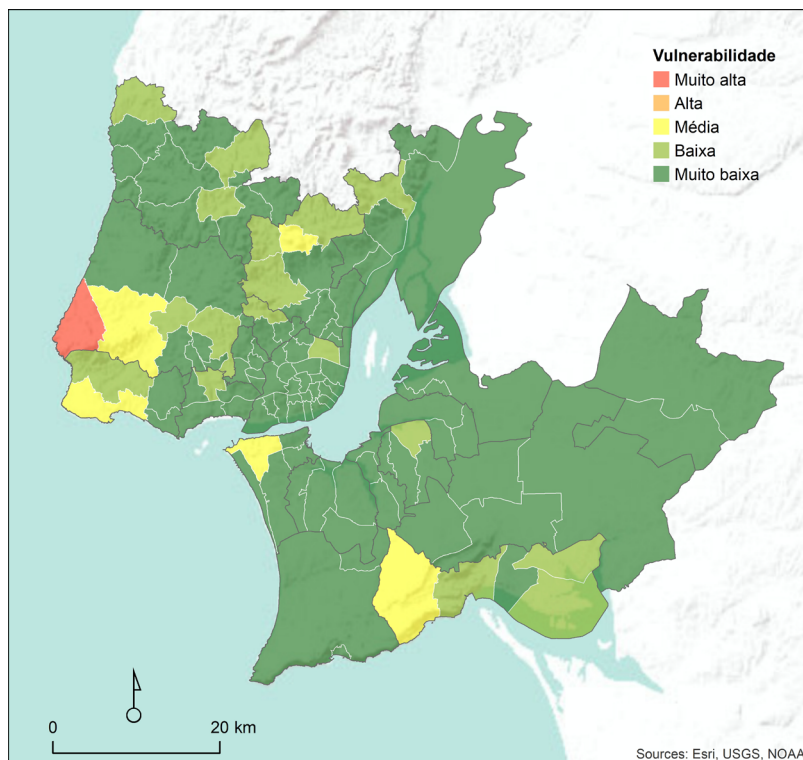 Vulnerabilidade
Muito alta
Alta
Média
Baixa
Muito baixa
0
20 km
Sources: Esri, USGS, NOAA